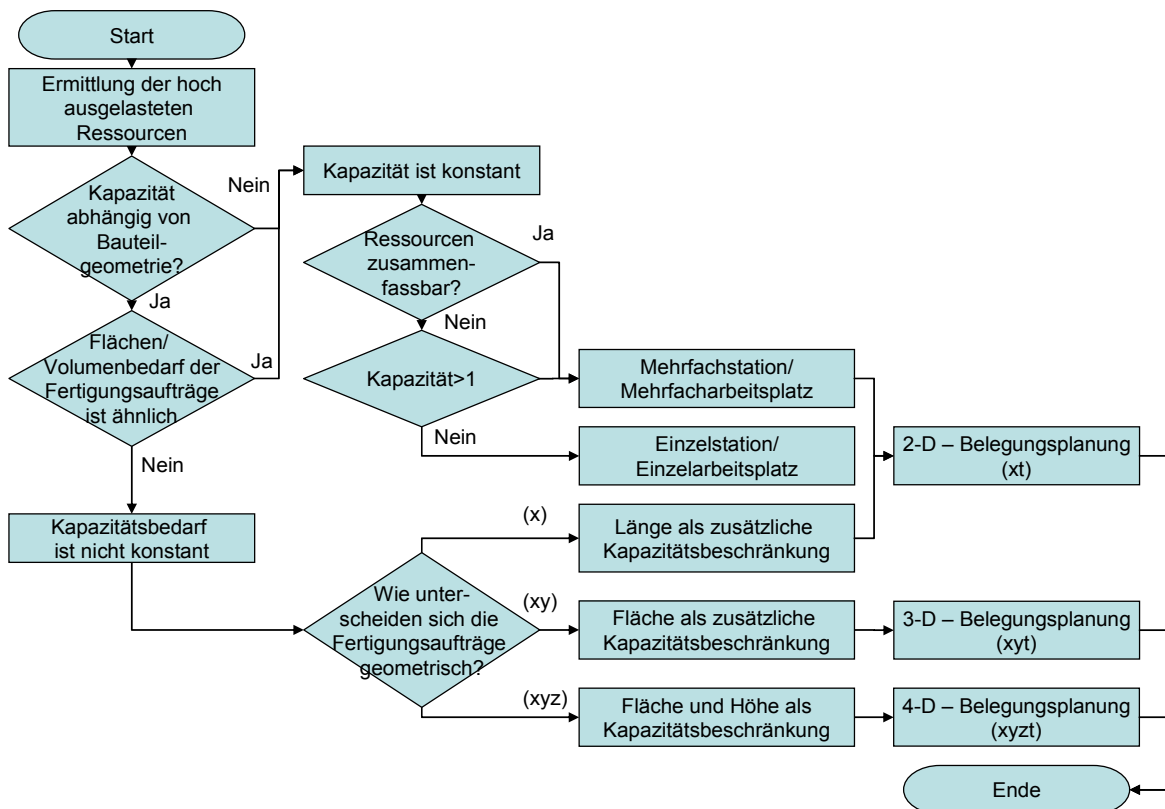 Start
Ermittlung der hoch
ausgelasteten
Ressourcen
Kapazität
abhängig von
Bauteil-
geometrie?
Nein
Ja
Flächen/
Volumenbedarf der
Fertigungsaufträge
ist ähnlich
Ja
Nein
Kapazitätsbedarf
ist nicht konstant
Kapazität ist konstant
Ressourcen
zusammen-
fassbar?
Ja
Nein
Kapazität>1
Nein
Mehrfachstation/
Mehrfacharbeitsplatz
Einzelstation/
Einzelarbeitsplatz
2-D – Belegungsplanung
(xt)
Wie unter-
scheiden sich die
Fertigungsaufträge
geometrisch?
(x)
Länge als zusätzliche
Kapazitätsbeschränkung
(xy)
Fläche als zusätzliche
Kapazitätsbeschränkung
3-D – Belegungsplanung
(xyt)
(xyz)
Fläche und Höhe als
Kapazitätsbeschränkung
4-D – Belegungsplanung
(xyzt)
Ende